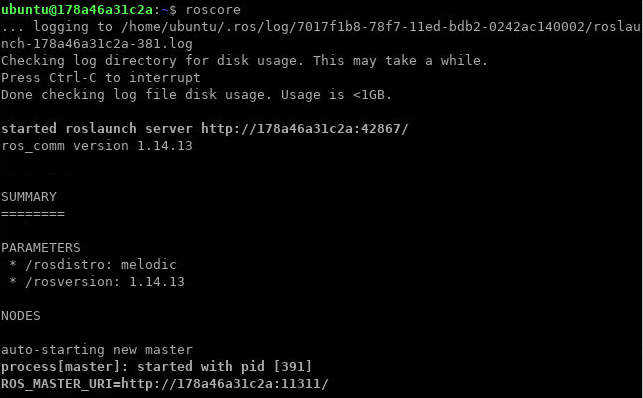 ubuntu@178a46a31c2a:~$ roscore
... logging to /home/ubuntu/.ros/log/7017f1b8-78f7-11ed-bdb2-0242ac140002/roslau
nch-178a46a31c2a-381.log
Checking log directory for disk usage. This may take a while.
Press Ctrl-C to interrupt
Done checking log file disk usage. Usage is <1GB.
started roslaunch server http://178a46a31c2a:42867/
ros_comm version 1.14.13
SUMMARY
========
PARAMETERS
 * /rosdistro: melodic
 * /rosversion: 1.14.13
NODES
auto-starting new master
process[master]: started with pid [391]
ROS_MASTER_URI=http://178a46a31c2a:11311/